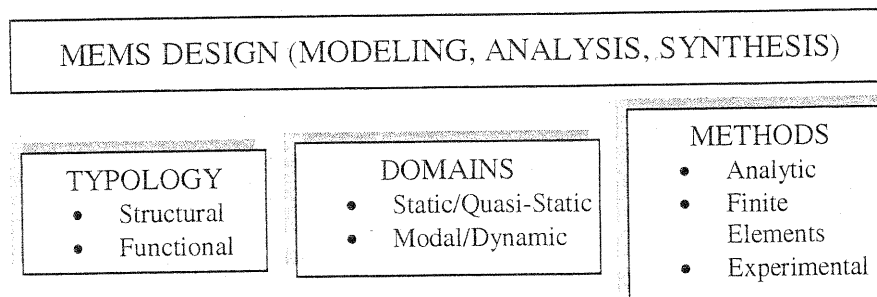 MEMS DESIGN (MODELING, ANALYSIS, SYNTHESIS)
TYPOLOGY
• Structural
• Functional
DOMAINS
• Static/Quasi-Static
• Modal/Dynamic
METHODS
• Analytic
• Finite
Elements
• Experimental